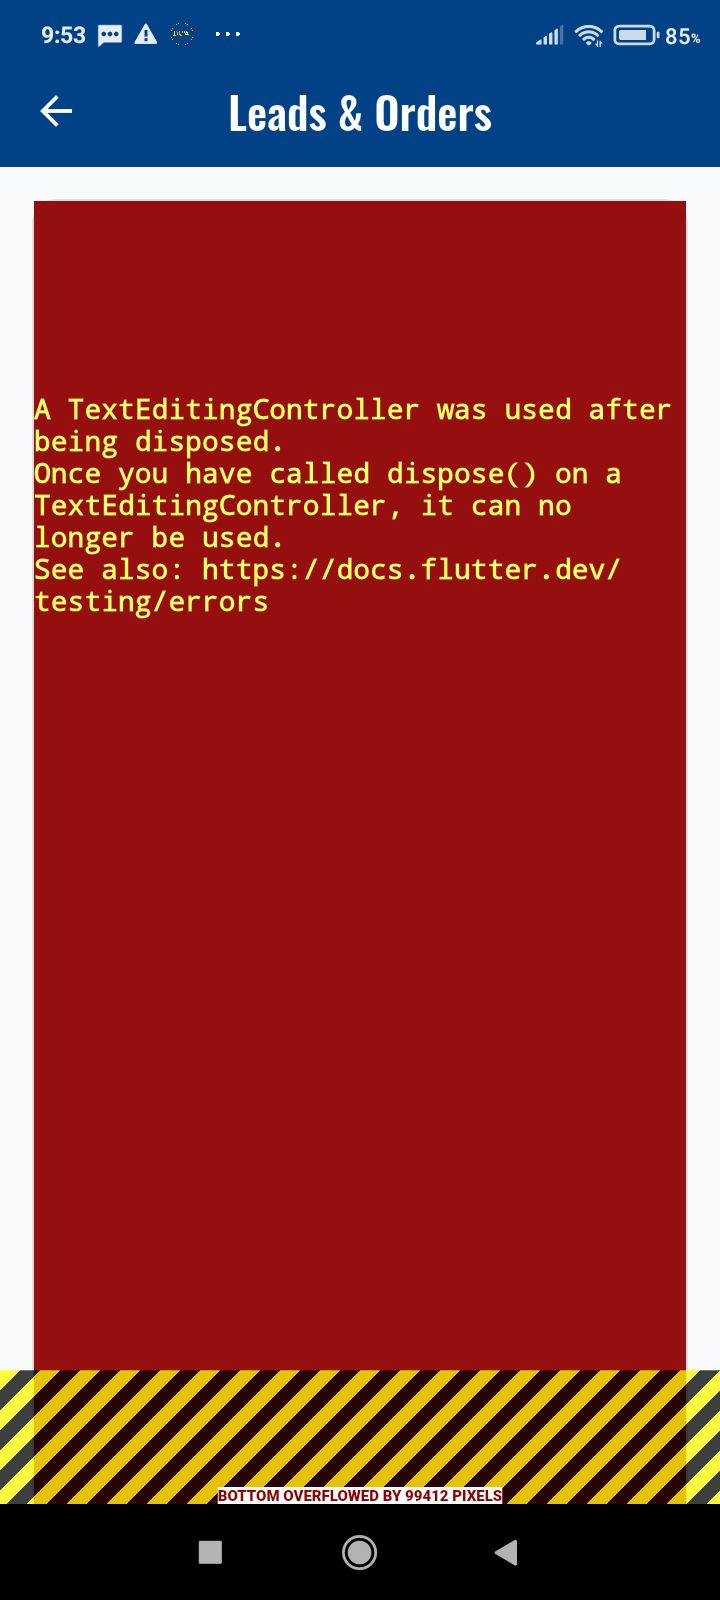 9:53
85%
Leads & Orders
A TextEditingController was used after
being disposed.
Once you have called dispose() on a
TextEditingController, it can no
longer be used.
See also: https://docs.flutter.dev/
testing/errors
BOTTOM OVERFLOWED BY 99412 PIXELS